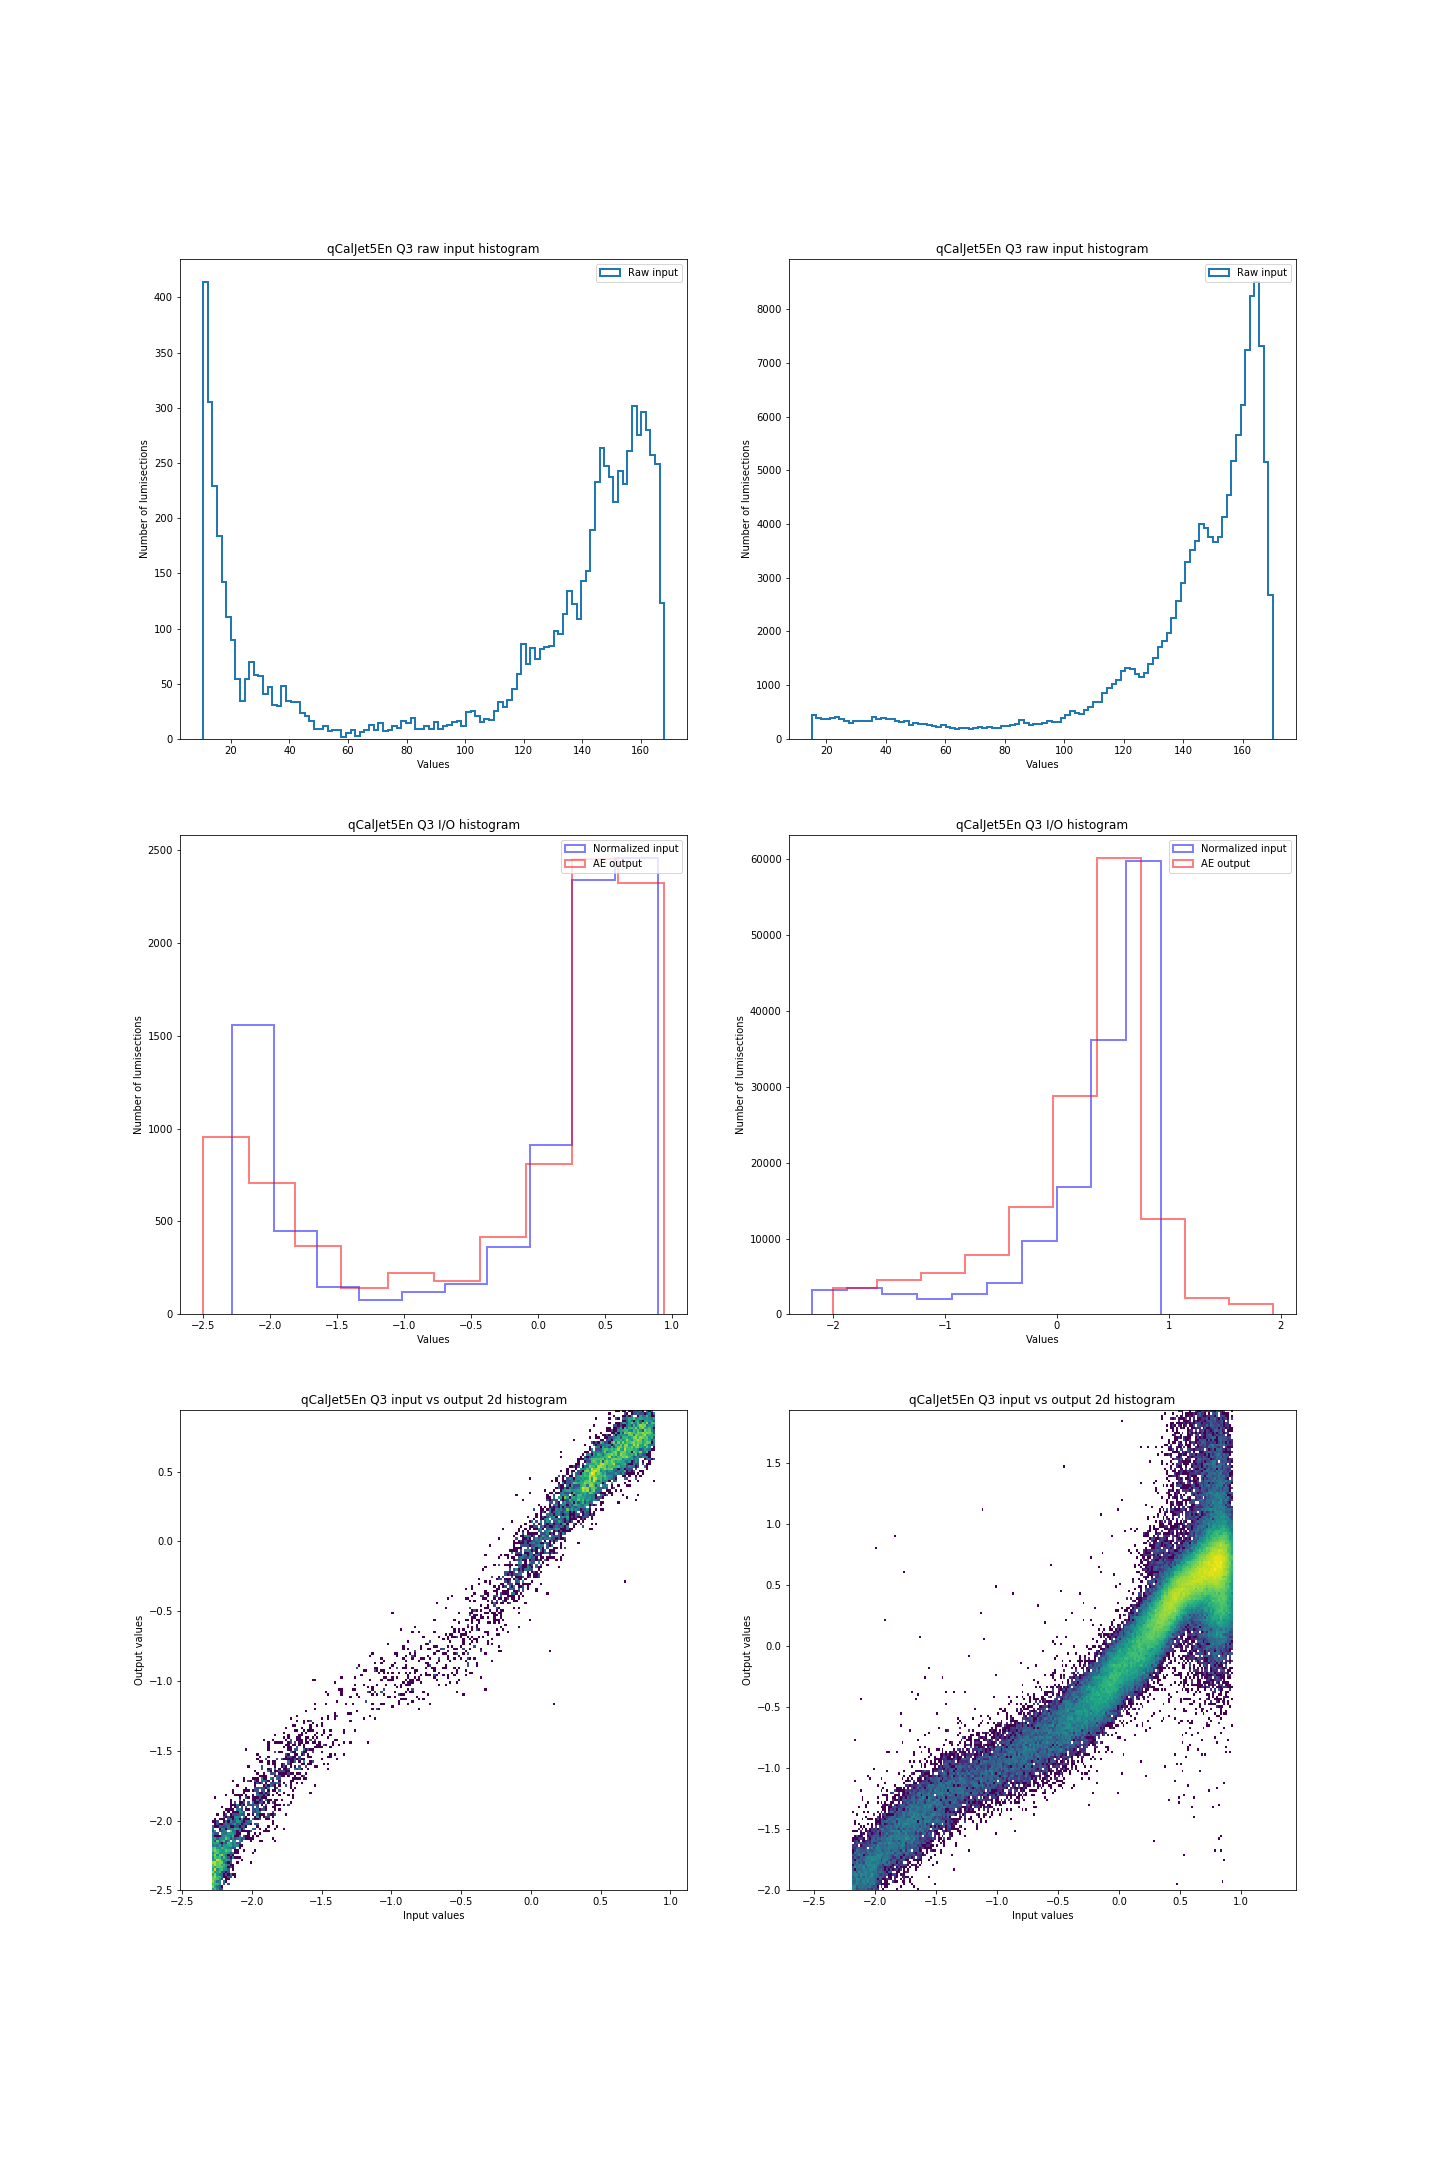 qCalJet5En Q3 raw input histogram
Raw input
400
350
300
250
200
150
100
50
0
Number of lumisections
20 40 60 80 100 120 140 160
Values
qCalJet5En Q3 raw input histogram
Raw input
8000
7000
6000
5000
4000
3000
2000
1000
0
Number of lumisections
20 40 60 80 100 120 140 160
Values
qCalJet5En Q3 I/O histogram
Normalized input
AE output
2500
2000
1500
1000
500
0
Number of lumisections
−2.5 −2.0 −1.5 −1.0 −0.5 0.0 0.5 1.0
Values
qCalJet5En Q3 I/O histogram
Normalized input
AE output
60000
50000
40000
30000
20000
10000
0
Number of lumisections
−2 −1 0 1 2
Values
qCalJet5En Q3 input vs output 2d histogram
0.5
0.0
−0.5
−1.0
−1.5
−2.0
−2.5
Output values
−2.5 −2.0 −1.5 −1.0 −0.5 0.0 0.5 1.0
Input values
qCalJet5En Q3 input vs output 2d histogram
1.5
1.0
0.5
0.0
−0.5
−1.0
−1.5
−2.0
Output values
−2.5 −2.0 −1.5 −1.0 −0.5 0.0 0.5 1.0
Input values